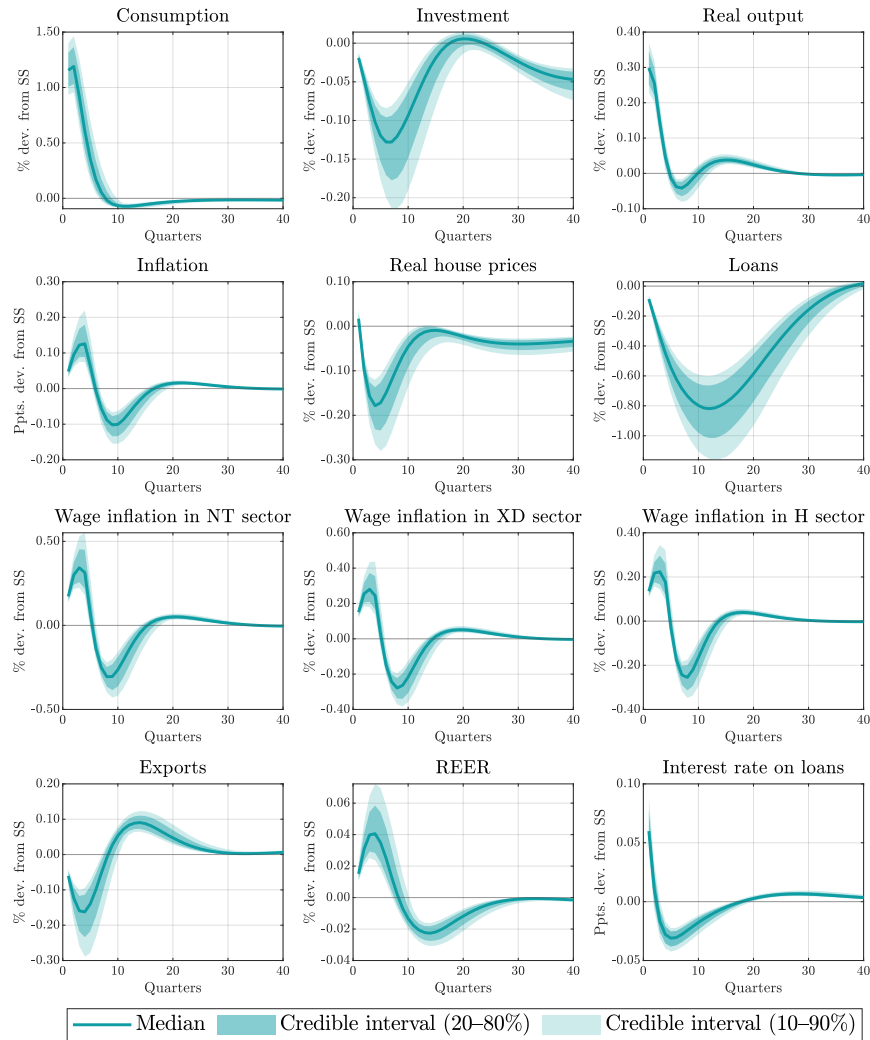 Consumption
Investment
Real output
1.50
1.00
0.50
0.00
% dev. from SS
0 10 20 30 40
Quarters
0.00
-0.05
-0.10
-0.15
-0.20
% dev. from SS
0 10 20 30 40
Quarters
0.40
0.30
0.20
0.10
0.00
-0.10
% dev. from SS
0 10 20 30 40
Quarters
Inflation
Real house prices
Loans
0.30
0.20
0.10
0.00
-0.10
-0.20
Ppts. dev. from SS
0 10 20 30 40
Quarters
0.10
0.00
-0.10
-0.20
-0.30
% dev. from SS
0 10 20 30 40
Quarters
0.00
-0.20
-0.40
-0.60
-0.80
-1.00
% dev. from SS
0 10 20 30 40
Quarters
Wage inflation in NT sector
Wage inflation in XD sector
Wage inflation in H sector
0.50
0.00
-0.50
% dev. from SS
0 10 20 30 40
Quarters
0.60
0.40
0.20
0.00
-0.20
-0.40
% dev. from SS
0 10 20 30 40
Quarters
0.40
0.20
0.00
-0.20
-0.40
% dev. from SS
0 10 20 30 40
Quarters
Exports
REER
Interest rate on loans
0.20
0.10
0.00
-0.10
-0.20
-0.30
% dev. from SS
0 10 20 30 40
Quarters
0.06
0.04
0.02
0.00
-0.02
-0.04
% dev. from SS
0 10 20 30 40
Quarters
0.10
0.05
0.00
-0.05
Ppts. dev. from SS
0 10 20 30 40
Quarters
Median
Credible interval (20–80%)
Credible interval (10–90%)